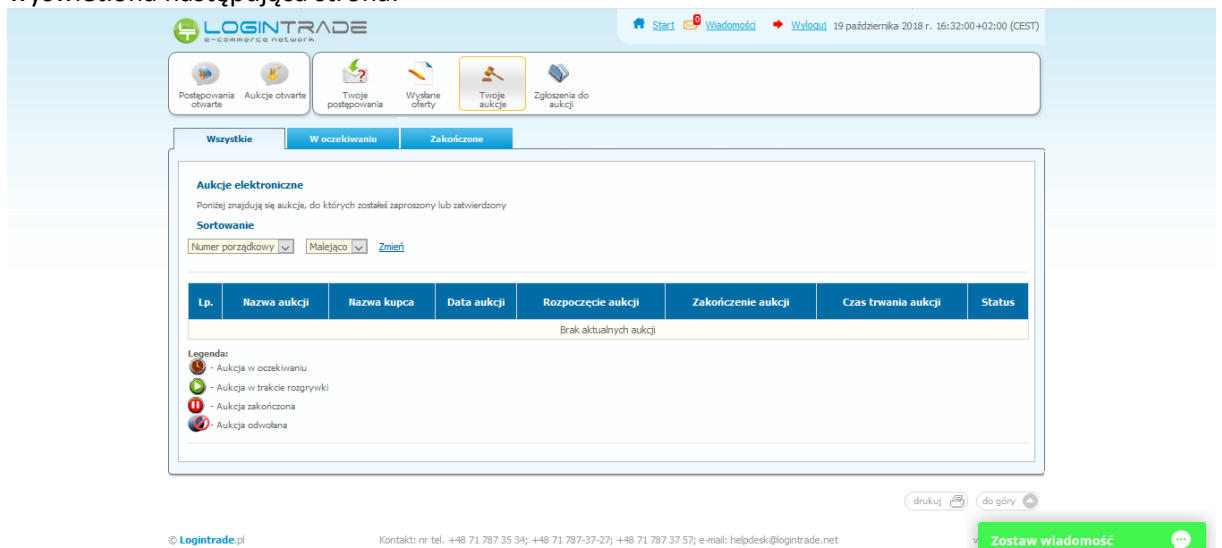 wyświetlona następująca strona:
LOGINTRADE
e-commerce network
Start 0 Wiadomości Wyloguj 19 października 2018 r. 16:32:00+02:00 (CEST)
Postępowania otwarte Aukcje otwarte Twoje postępowania Wysłane oferty Twoje aukcje Zgłoszenia do aukcji
Wszystkie W oczekiwaniu Zakończone
Aukcje elektroniczne
Poniżej znajdują się aukcje, do których zostałeś zaproszony lub zatwierdzony
Sortowanie
Numer porządkowy Malejąco Zmień
Lp. Nazwa aukcji Nazwa kupca Data aukcji Rozpoczęcie aukcji Zakończenie aukcji Czas trwania aukcji Status
Brak aktualnych aukcji
Legenda:
- Aukcja w oczekiwaniu
- Aukcja w trakcie rozgrywki
- Aukcja zakończona
- Aukcja odwołana
drukuj do góry
© Logintrade.pl Kontakt: nr tel. +48 71 787 35 34; +48 71 787-37-27; +48 71 787 37 57; e-mail: helpdesk@logintrade.net
Zostaw wiadomość